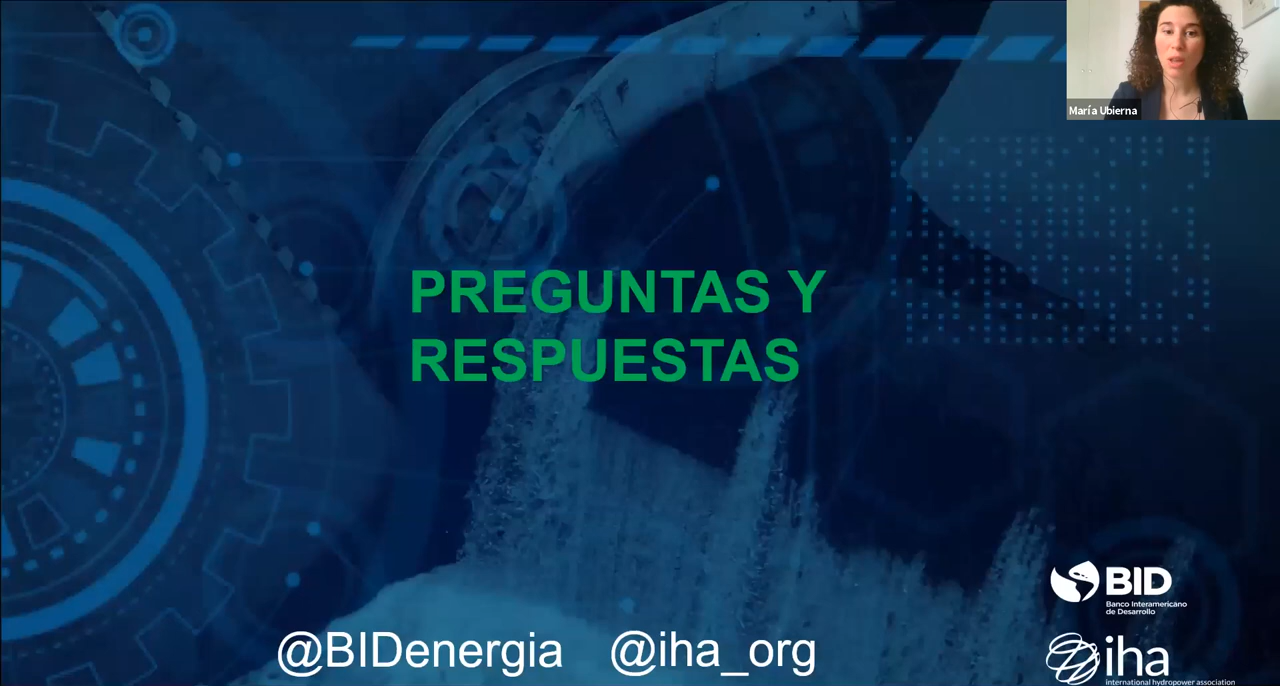 María Ubierna
PREGUNTAS Y
RESPUESTAS
BID
Banco Interamericano
de Desarrollo
@BIDenergia @iha_org
iha
international hydropower association